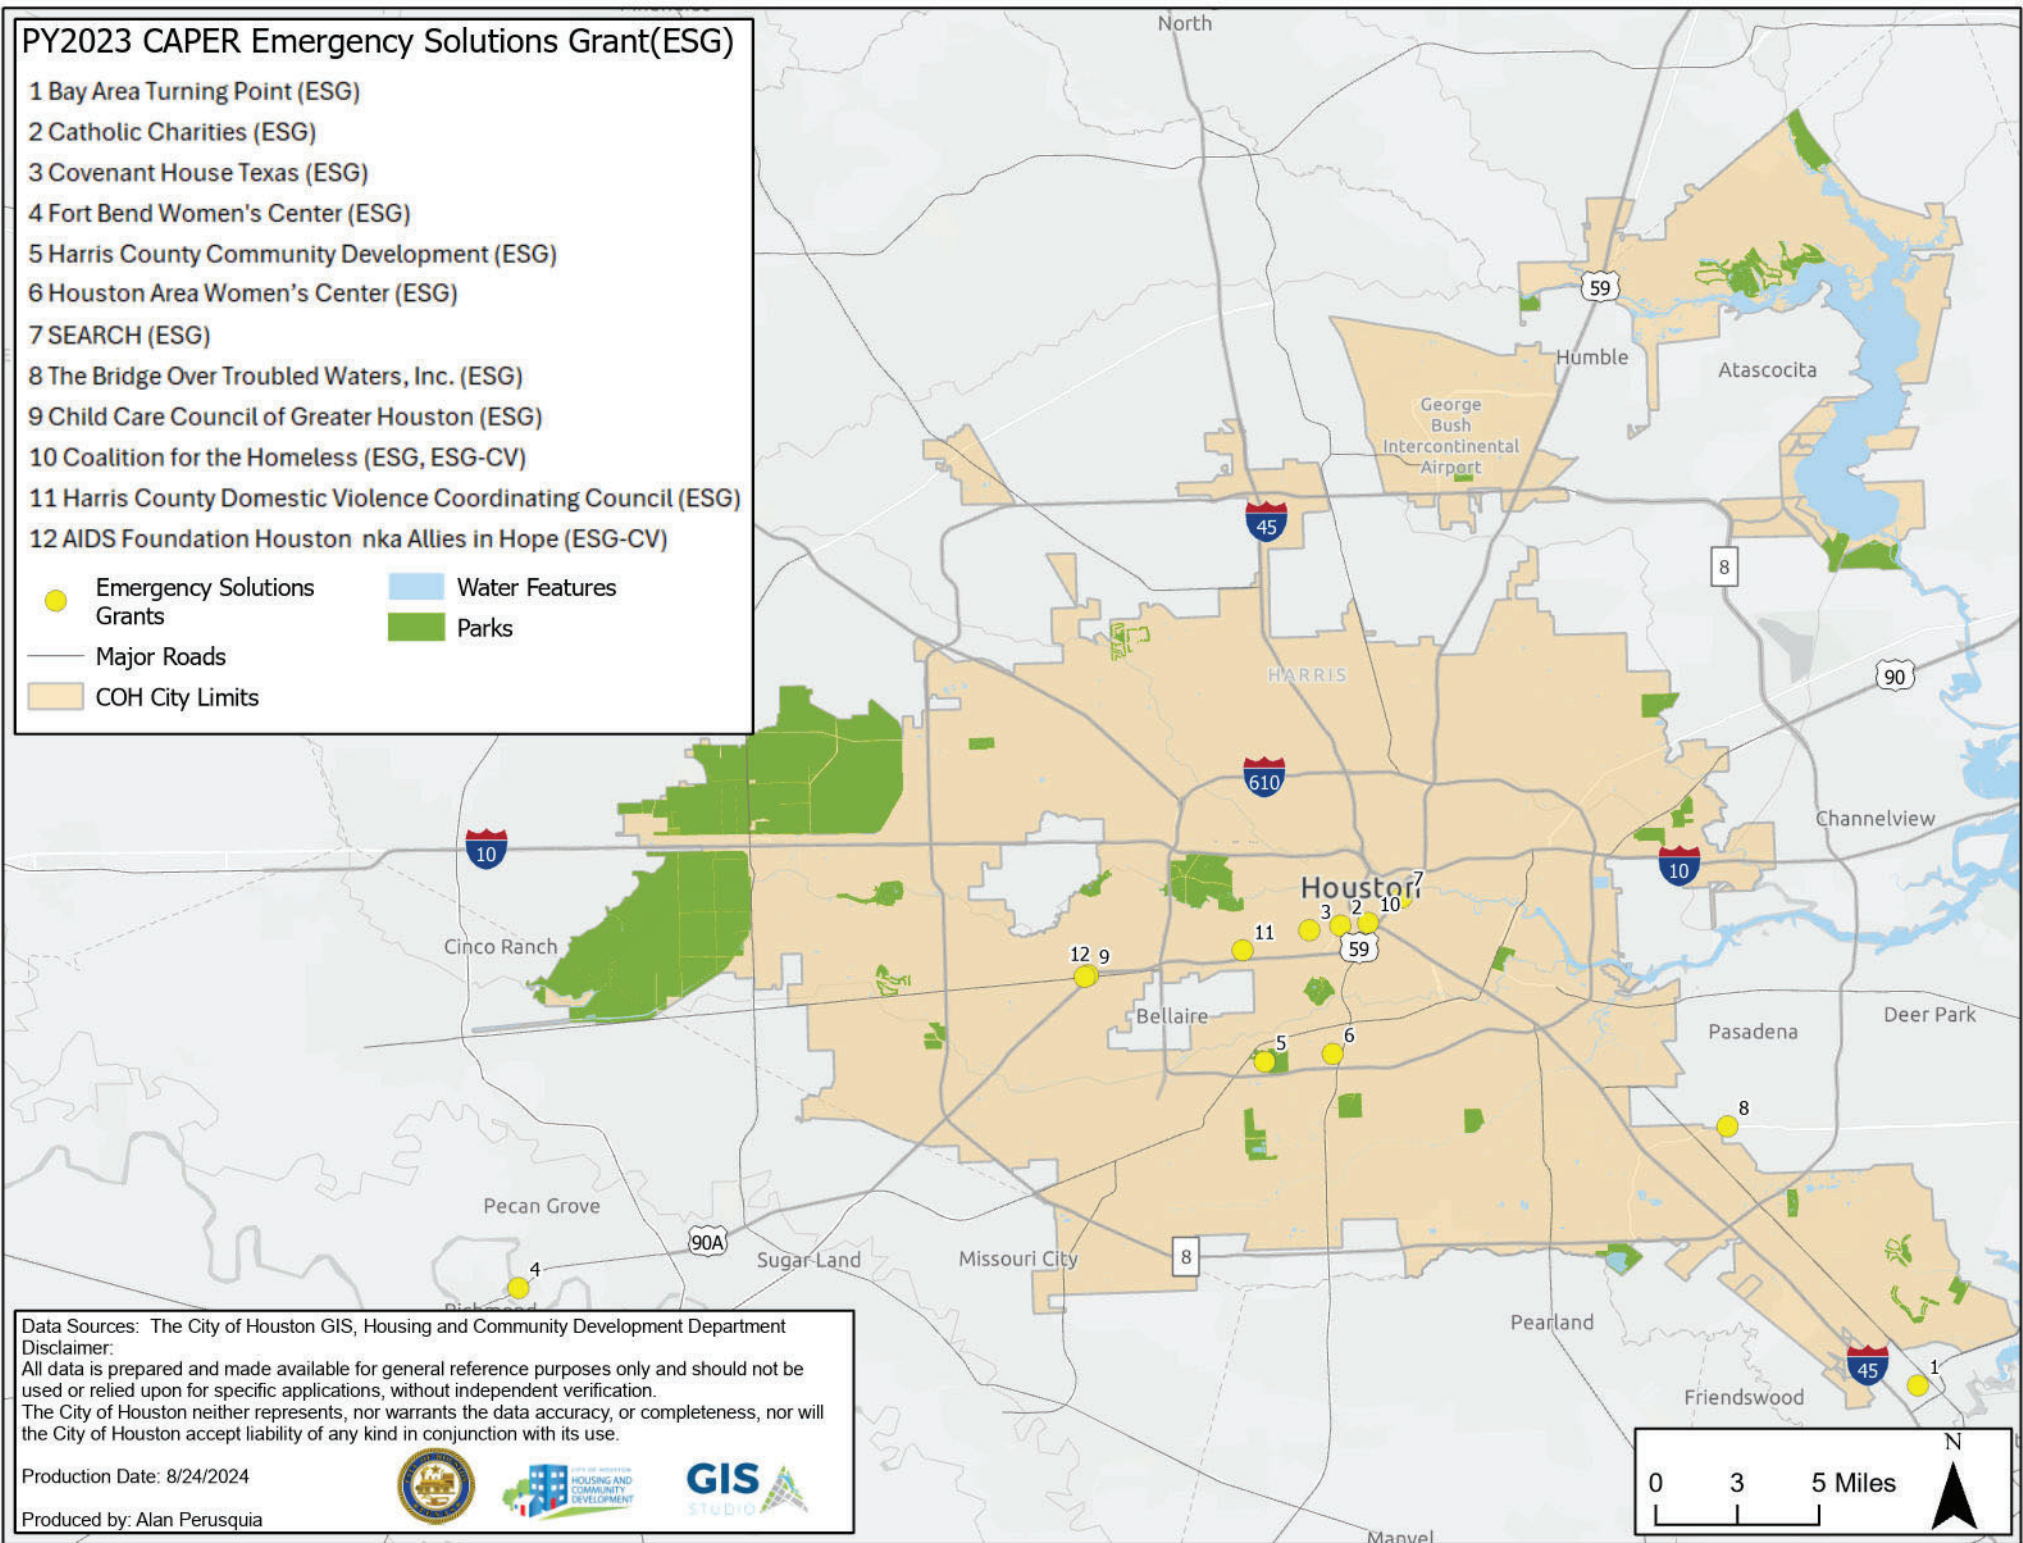 PY2023 CAPER Emergency Solutions Grant(ESG)
1 Bay Area Turning Point (ESG)
2 Catholic Charities (ESG)
3 Covenant House Texas (ESG)
4 Fort Bend Women's Center (ESG)
5 Harris County Community Development (ESG)
6 Houston Area Women’s Center (ESG)
7 SEARCH (ESG)
8 The Bridge Over Troubled Waters, Inc. (ESG)
9 Child Care Council of Greater Houston (ESG)
10 Coalition for the Homeless (ESG, ESG-CV)
11 Harris County Domestic Violence Coordinating Council (ESG)
12 AIDS Foundation Houston nka Allies in Hope (ESG-CV)
Emergency Solutions
Grants
Major Roads
COH City Limits
Water Features
Parks
North
59
Humble
Atascocita
George
Bush
Intercontinental
Airport
45
8
HARRIS
90
610
Channelview
10
10
Houston
7
10
2
3
59
11
12 9
Cinco Ranch
Bellaire
5
6
Pasadena
Deer Park
8
Pecan Grove
90A
Sugar Land
Missouri City
8
4
Richmond
Pearland
45
1
Friendswood
Manvel
Data Sources: The City of Houston GIS, Housing and Community Development Department
Disclaimer:
All data is prepared and made available for general reference purposes only and should not be
used or relied upon for specific applications, without independent verification.
The City of Houston neither represents, nor warrants the data accuracy, or completeness, nor will
the City of Houston accept liability of any kind in conjunction with its use.
Production Date: 8/24/2024
Produced by: Alan Perusquia
CITY OF HOUSTON
HOUSING AND
COMMUNITY
DEVELOPMENT
GIS
STUDIO
N
0 3 5 Miles